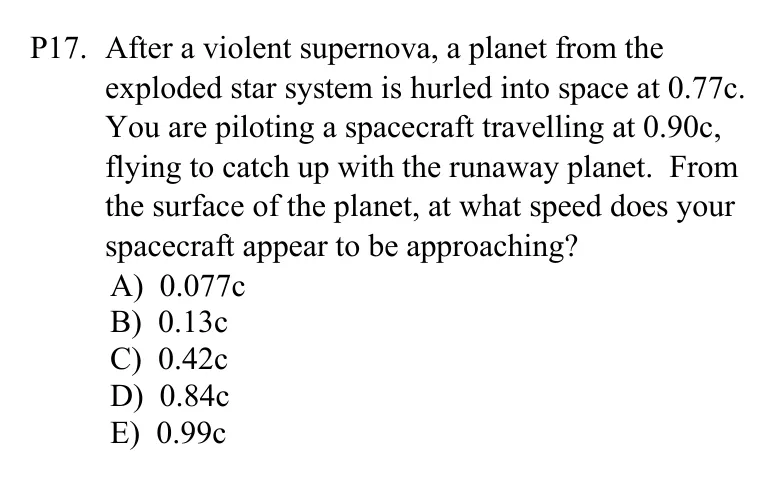 P17. After a violent supernova, a planet from the
exploded star system is hurled into space at 0.77c.
You are piloting a spacecraft travelling at 0.90c,
flying to catch up with the runaway planet. From
the surface of the planet, at what speed does your
spacecraft appear to be approaching?
A) 0.077c
B) 0.13c
C) 0.42c
D) 0.84c
E) 0.99c